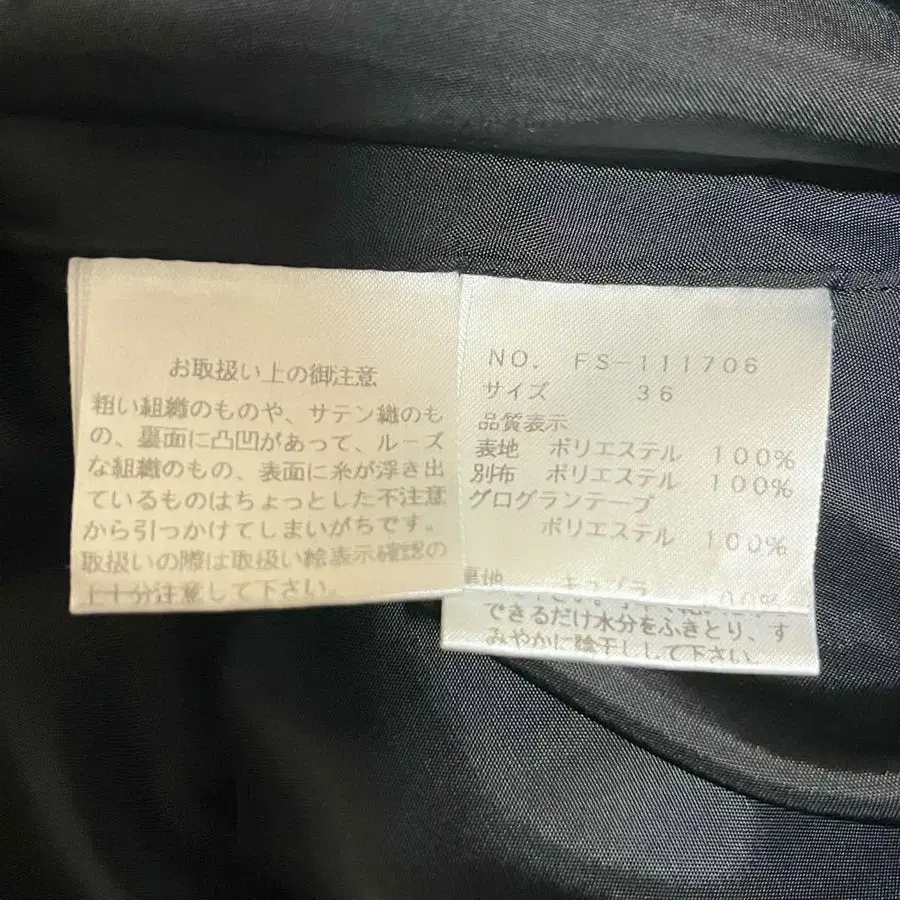 お取扱い上の御注意
粗い組織のものや、サテン織のも
の、裏面に凸凹があって、ルーズ
な組織のもの、表面に糸が浮き出
ているものはちょっとした不注意
から引っかけてしまいがちです。
取扱いの際は取扱い絵表示確認の
上十分注意して下さい。
NO. FS-111706
サイズ 36
品質表示
表地 ポリエステル 100%
別布 ポリエステル 100%
グログランテープ
ポリエステル 100%
裏地 キュプラ 100%
できるだけ水分をふきとり、す
みやかに陰干しして下さい。